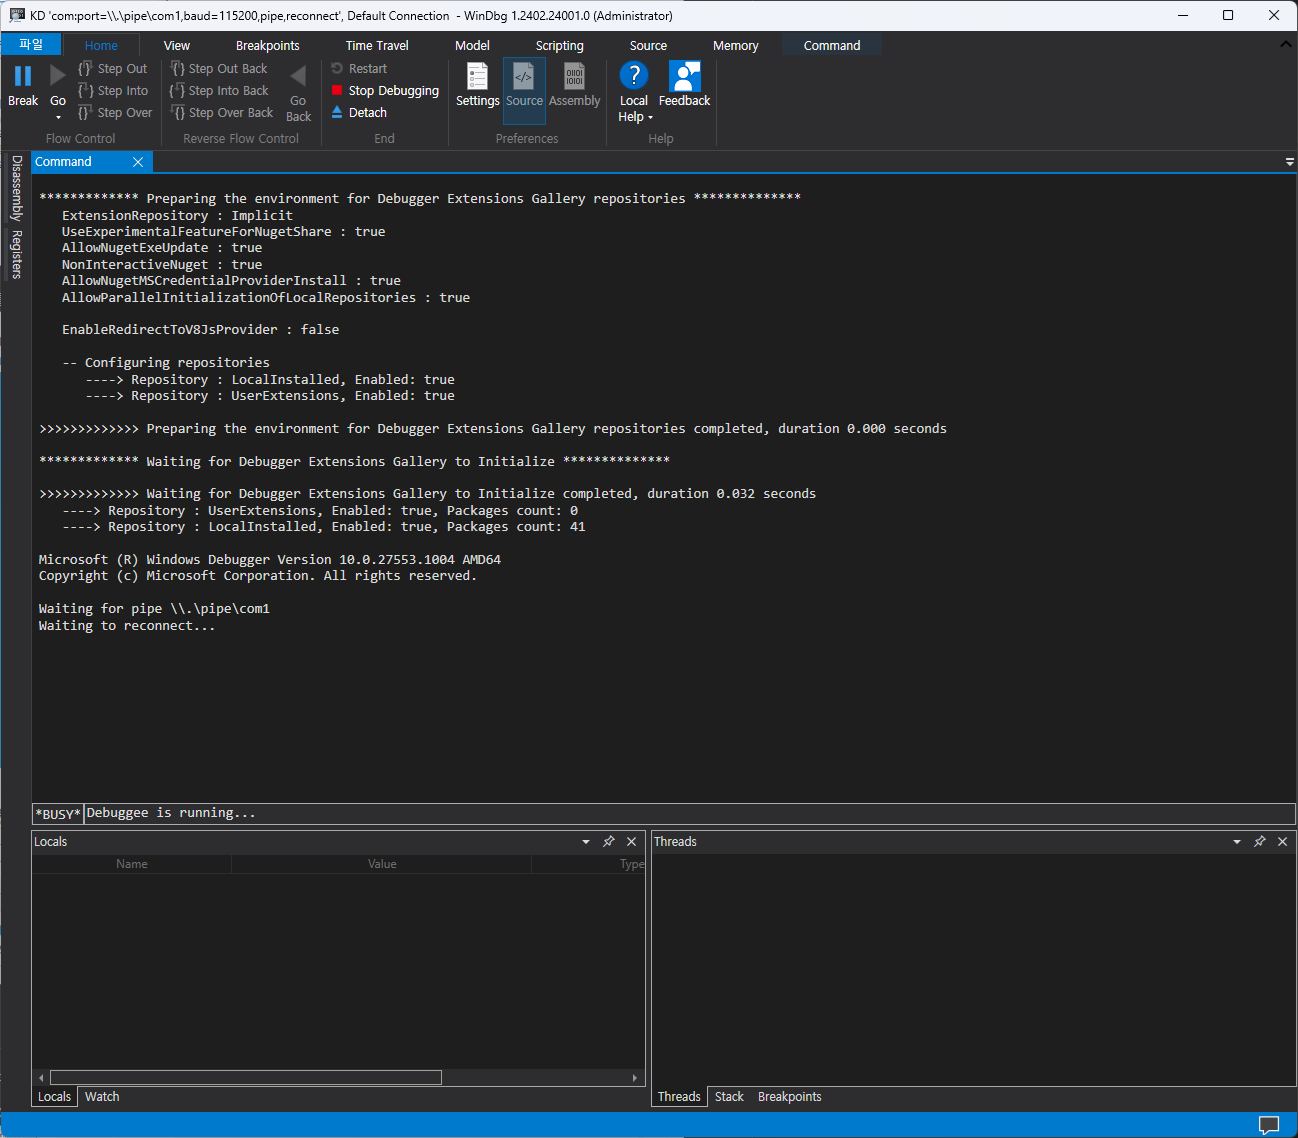 KD 'com:port=\\.\pipe\com1,baud=115200,pipe,reconnect', Default Connection - WinDbg 1.2402.24001.0 (Administrator)
파일 Home View Breakpoints Time Travel Model Scripting Source Memory Command
Break
Go
Step Out
Step Into
Step Over
Flow Control
Step Out Back
Step Into Back
Step Over Back
Go Back
Reverse Flow Control
Restart
Stop Debugging
Detach
End
Settings
Source
Assembly
Preferences
Local Help
Feedback
Help
Disassembly
Registers
Command
************* Preparing the environment for Debugger Extensions Gallery repositories **************
ExtensionRepository : Implicit
UseExperimentalFeatureForNugetShare : true
AllowNugetExeUpdate : true
NonInteractiveNuget : true
AllowNugetMSCredentialProviderInstall : true
AllowParallelInitializationOfLocalRepositories : true
EnableRedirectToV8JsProvider : false
-- Configuring repositories
----> Repository : LocalInstalled, Enabled: true
----> Repository : UserExtensions, Enabled: true
>>>>>>>>>>>>> Preparing the environment for Debugger Extensions Gallery repositories completed, duration 0.000 seconds
************* Waiting for Debugger Extensions Gallery to Initialize **************
>>>>>>>>>>>>> Waiting for Debugger Extensions Gallery to Initialize completed, duration 0.032 seconds
----> Repository : UserExtensions, Enabled: true, Packages count: 0
----> Repository : LocalInstalled, Enabled: true, Packages count: 41
Microsoft (R) Windows Debugger Version 10.0.27553.1004 AMD64
Copyright (c) Microsoft Corporation. All rights reserved.
Waiting for pipe \\.\pipe\com1
Waiting to reconnect...
*BUSY* Debuggee is running...
Locals
Name Value Type
Locals Watch
Threads
Threads Stack Breakpoints